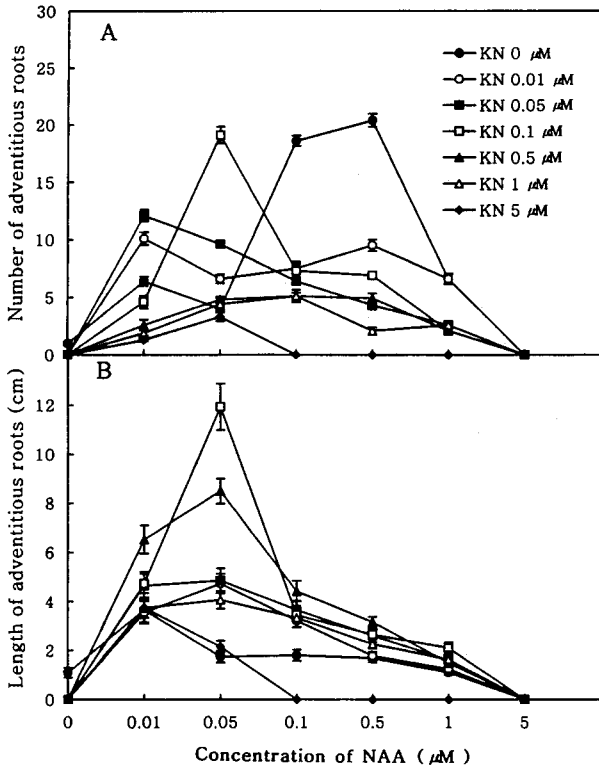 A
30
25
20
15
10
5
0
Number of adventitious roots
KN 0 μM
KN 0.01 μM
KN 0.05 μM
KN 0.1 μM
KN 0.5 μM
KN 1 μM
KN 5 μM
B
12
10
8
6
4
2
0
Length of adventitious roots (cm)
0 0.01 0.05 0.1 0.5 1 5
Concentration of NAA (μM)